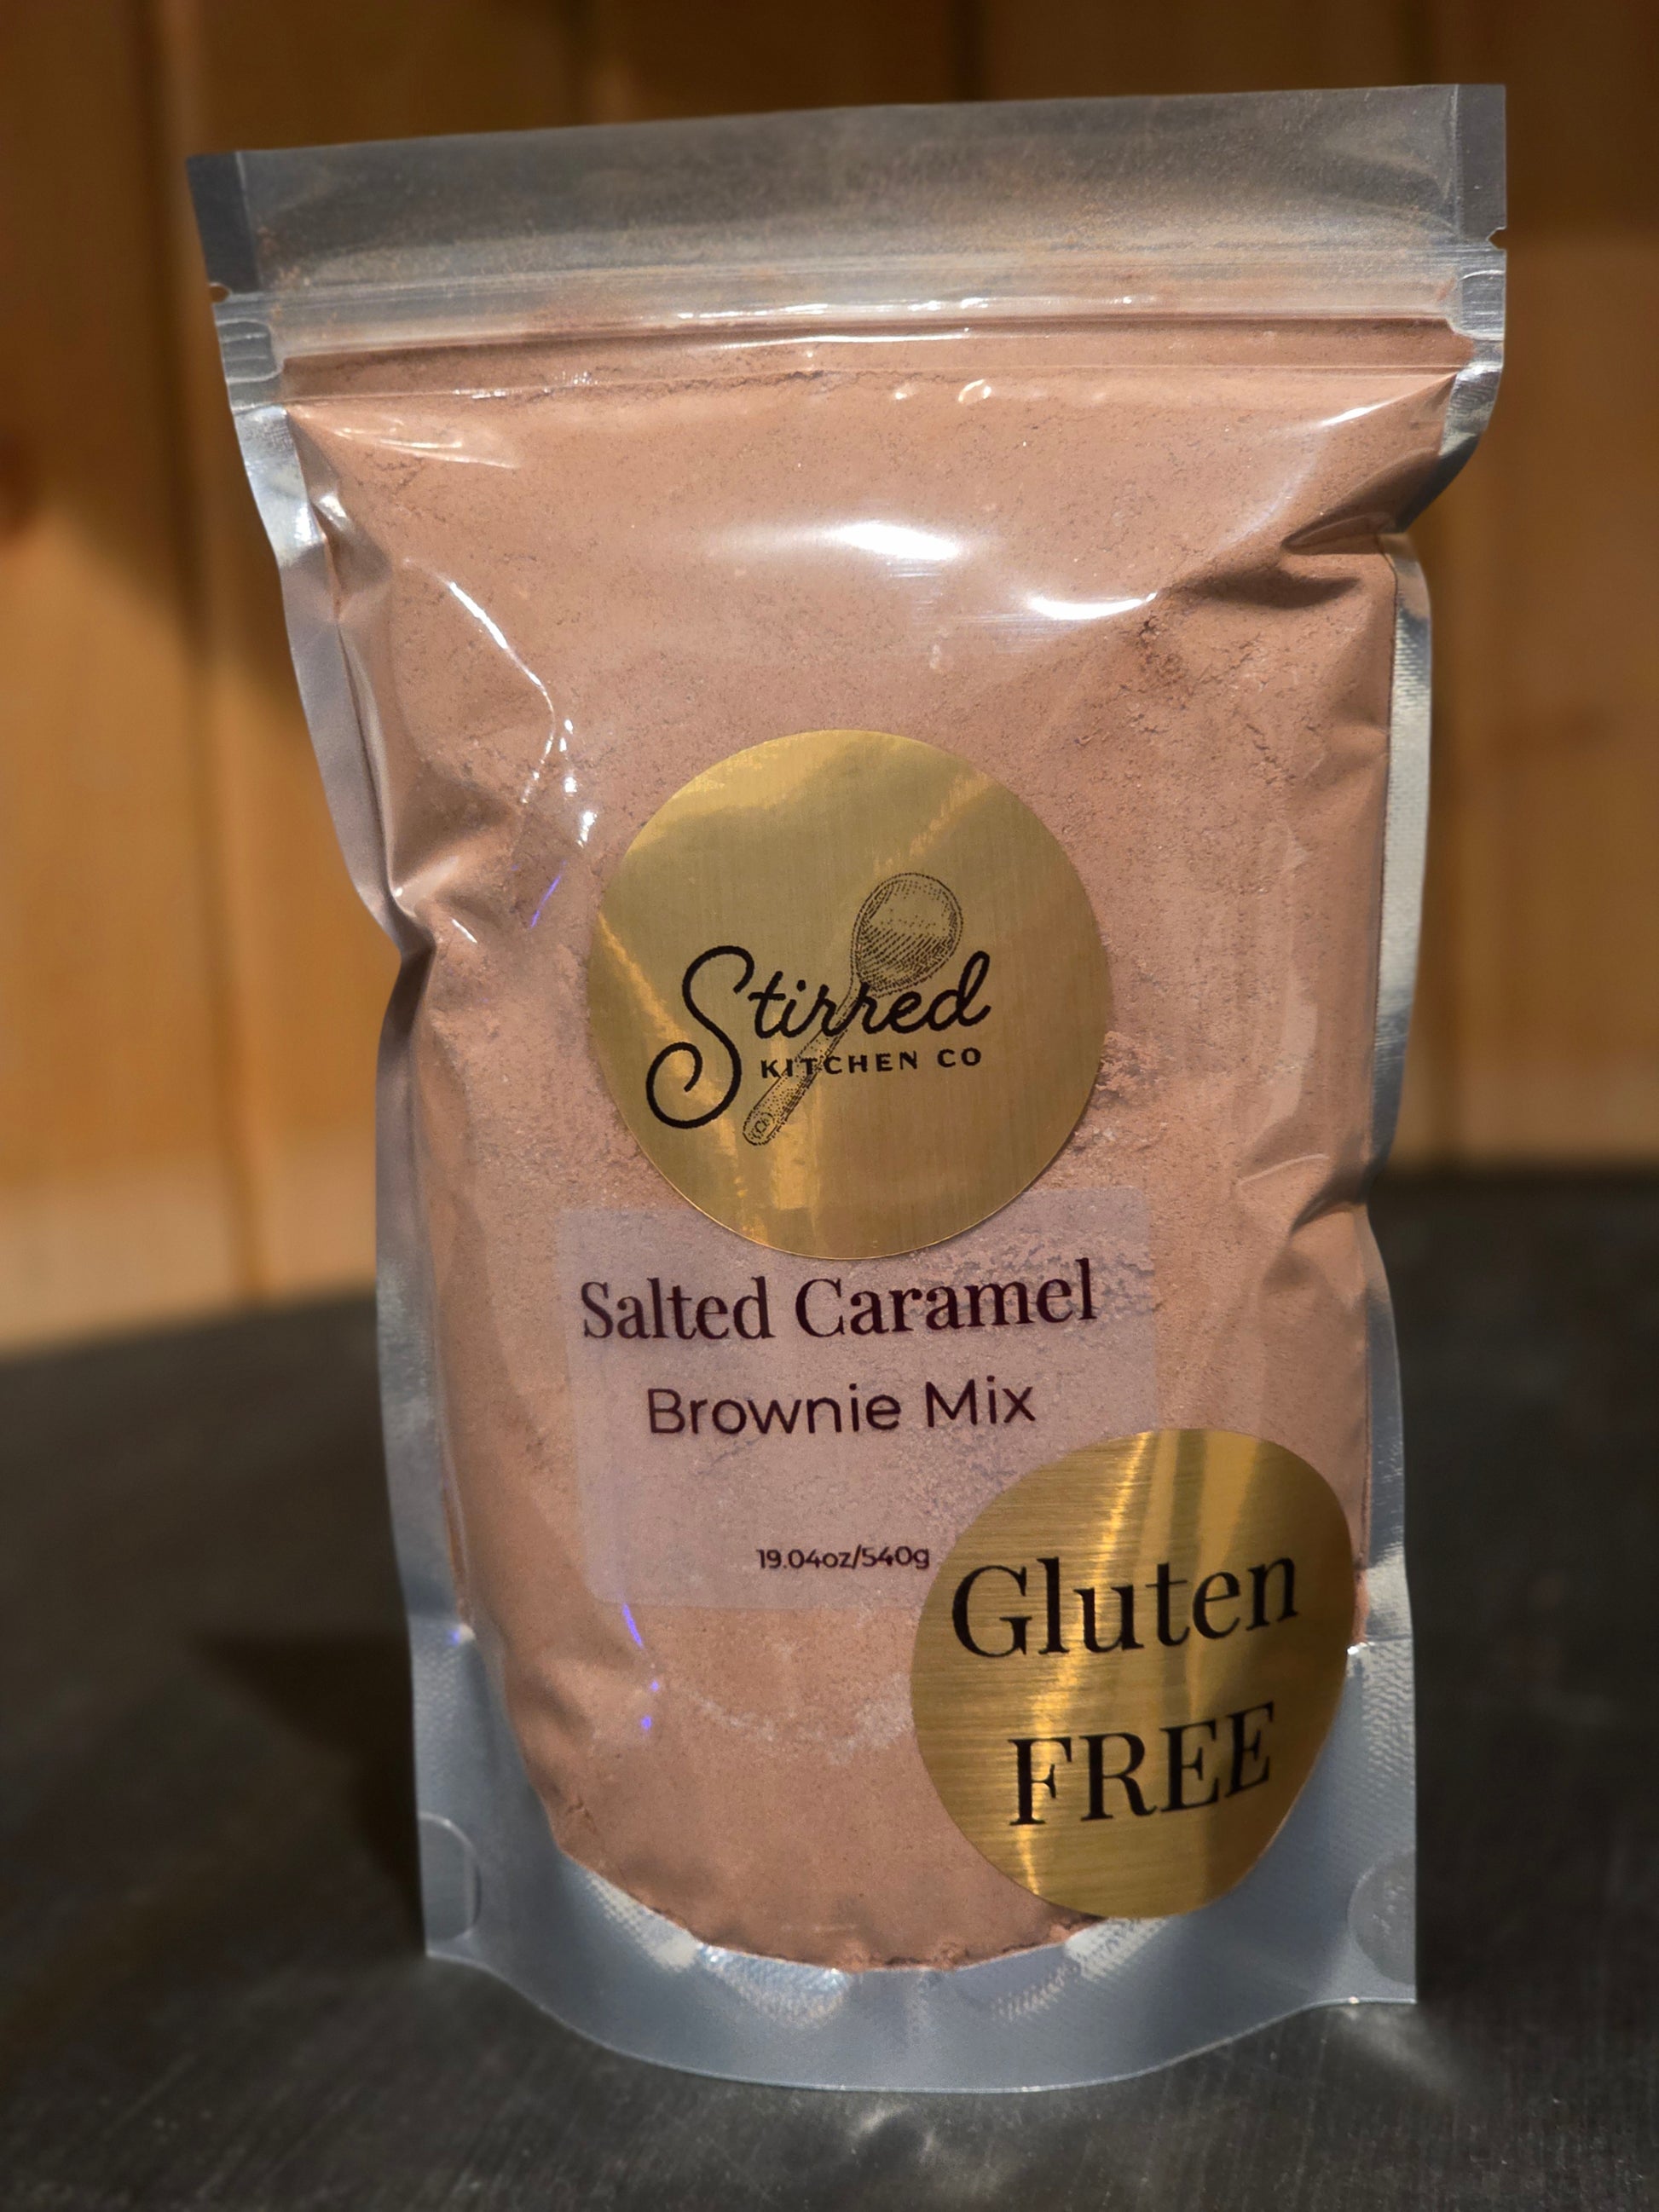 Stirred
KITCHEN CO
Salted Caramel
Brownie Mix
19.04oz/540g
Gluten
FREE